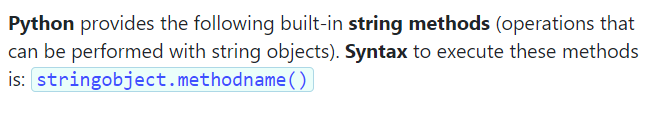 Python provides the following built-in string methods (operations that
can be performed with string objects). Syntax to execute these methods
is: stringobject.methodname()